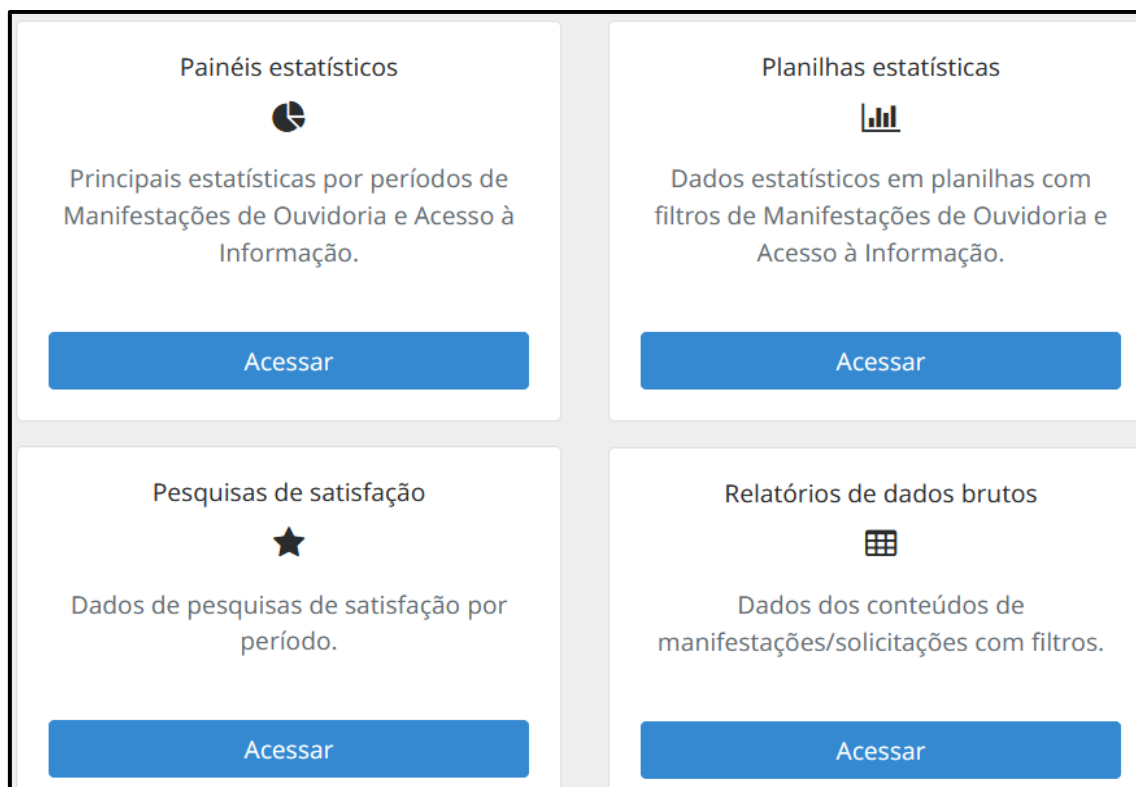 Painéis estatísticos
Principais estatísticas por períodos de
Manifestações de Ouvidoria e Acesso à
Informação.
Acessar
Planilhas estatísticas
Dados estatísticos em planilhas com
filtros de Manifestações de Ouvidoria e
Acesso à Informação.
Acessar
Pesquisas de satisfação
Dados de pesquisas de satisfação por
período.
Acessar
Relatórios de dados brutos
Dados dos conteúdos de
manifestações/solicitações com filtros.
Acessar